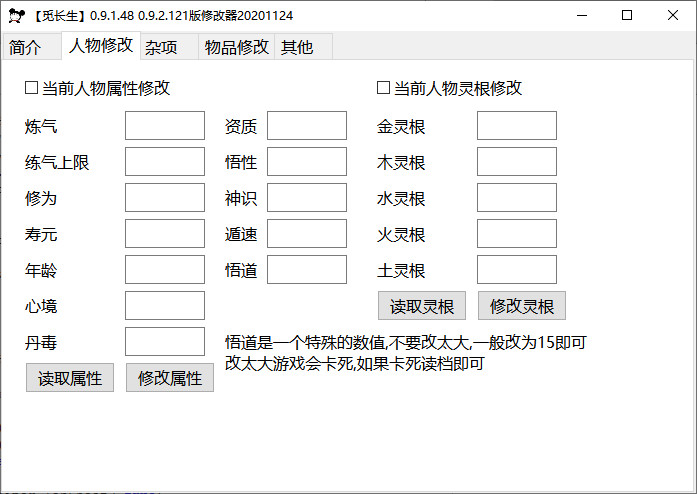 【觅长生】0.9.1.48 0.9.2.121版修改器20201124
简介 人物修改 杂项 物品修改 其他
当前人物属性修改 当前人物灵根修改
炼气 资质 金灵根
练气上限 悟性 木灵根
修为 神识 水灵根
寿元 遁速 火灵根
年龄 悟道 土灵根
心境 读取灵根 修改灵根
丹毒 悟道是一个特殊的数值,不要改太大,一般改为15即可
改太大游戏会卡死,如果卡死读档即可
读取属性 修改属性